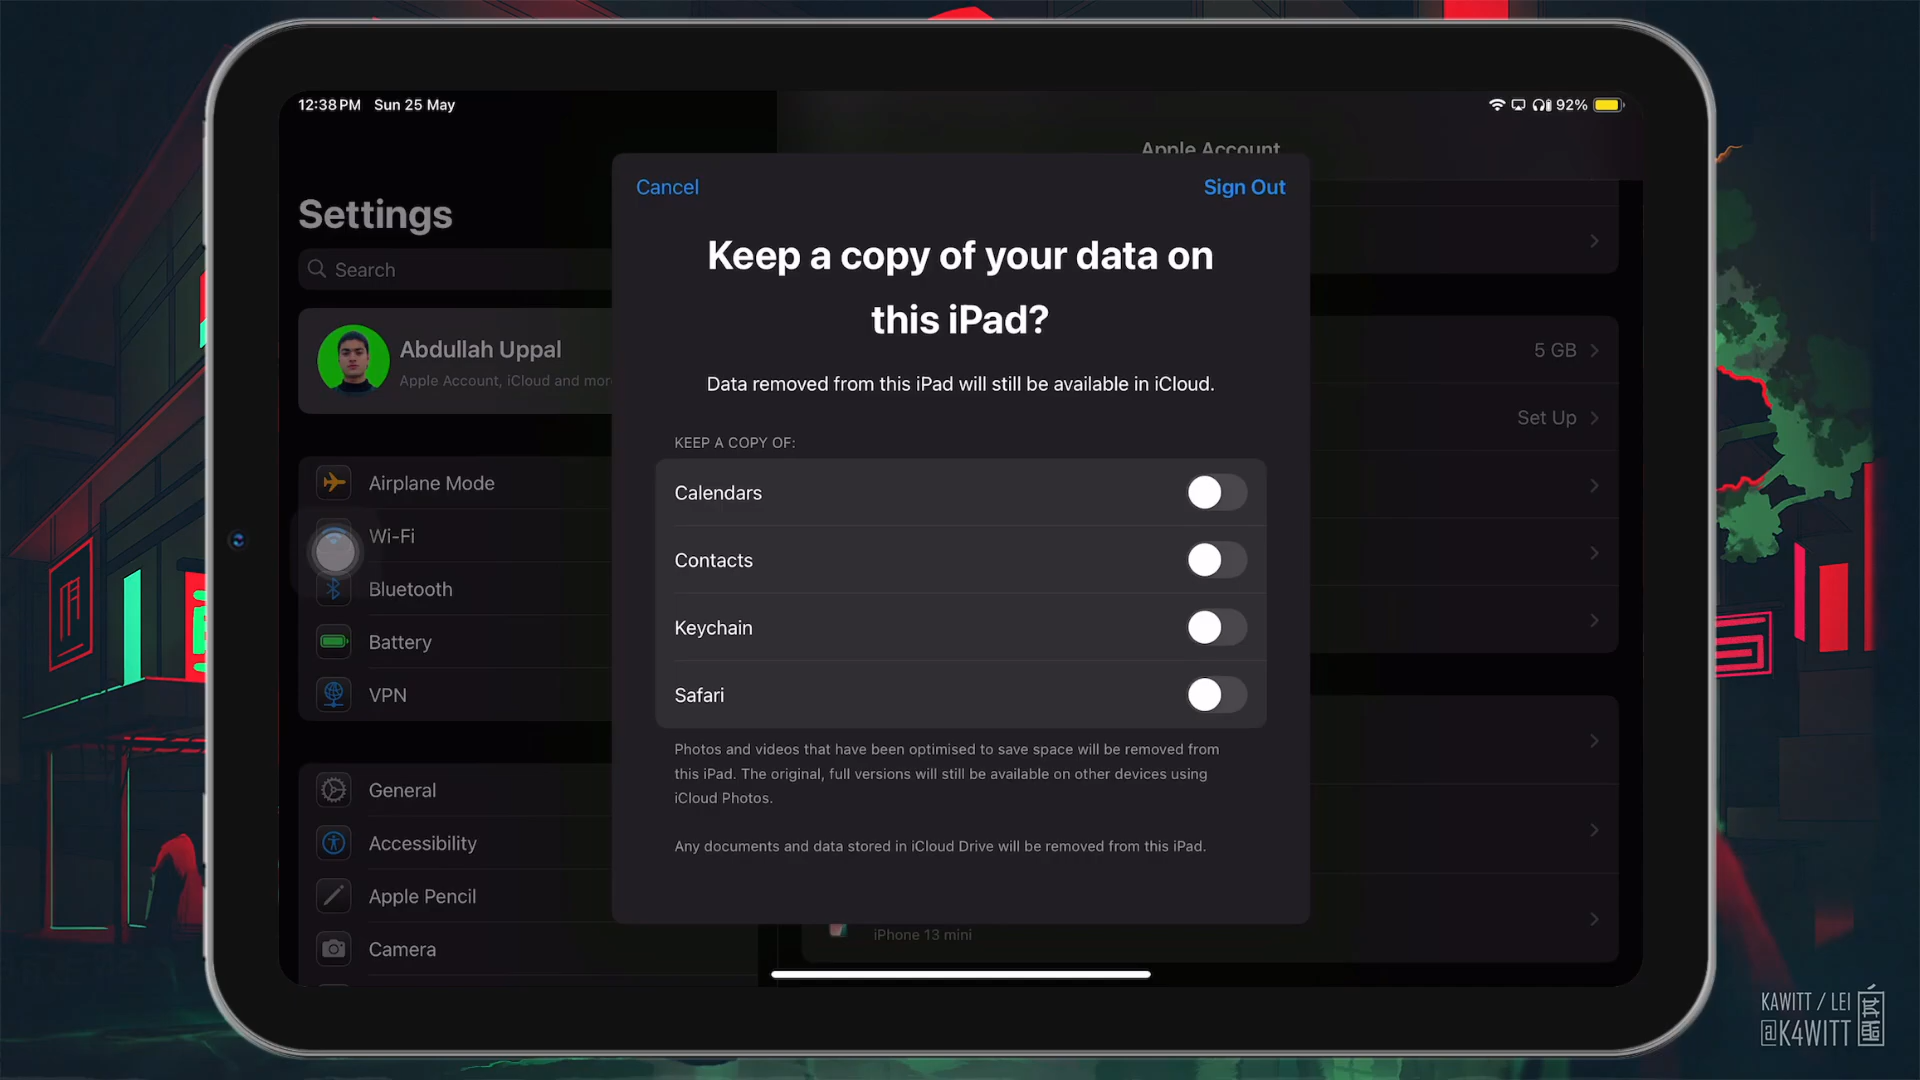 12:38 PM Sun 25 May
92%
Settings
Search
Abdullah Uppal
Apple Account, iCloud and mor
Airplane Mode
Wi-Fi
Bluetooth
Battery
VPN
General
Accessibility
Apple Pencil
Camera
Apple Account
Cancel
Sign Out
Keep a copy of your data on
this iPad?
Data removed from this iPad will still be available in iCloud.
KEEP A COPY OF:
Calendars
Contacts
Keychain
Safari
Photos and videos that have been optimised to save space will be removed from
this iPad. The original, full versions will still be available on other devices using
iCloud Photos.
Any documents and data stored in iCloud Drive will be removed from this iPad.
5 GB
Set Up
iPhone 13 mini
KAWITT / LEI
@K4WITT